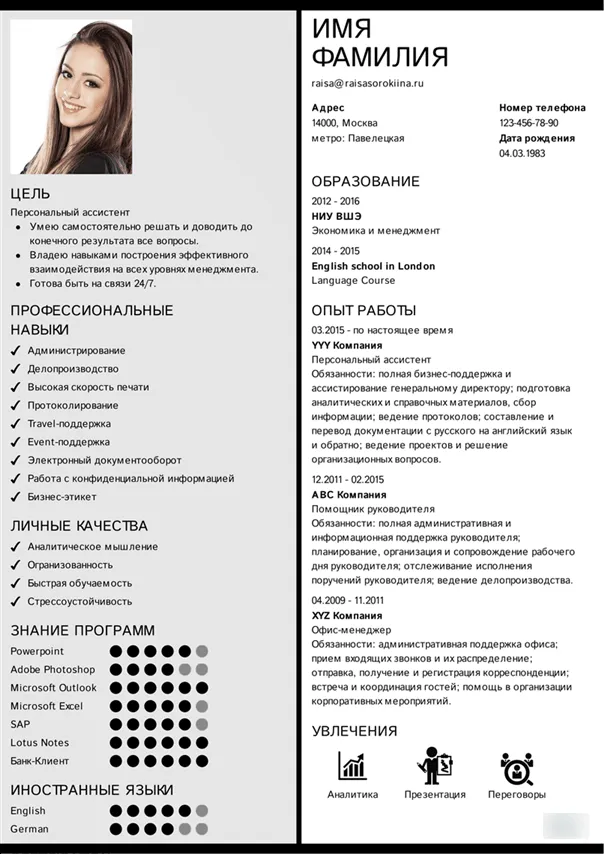 ЦЕЛЬ
Персональный ассистент
• Умею самостоятельно решать и доводить до
конечного результата все вопросы.
• Владею навыками построения эффективного
взаимодействия на всех уровнях менеджмента.
• Готова быть на связи 24/7.
ПРОФЕССИОНАЛЬНЫЕ
НАВЫКИ
✓ Администрирование
✓ Делопроизводство
✓ Высокая скорость печати
✓ Протоколирование
✓ Travel-поддержка
✓ Event-поддержка
✓ Электронный документооборот
✓ Работа с конфиденциальной информацией
✓ Бизнес-этикет
ЛИЧНЫЕ КАЧЕСТВА
✓ Аналитическое мышление
✓ Огранизованность
✓ Быстрая обучаемость
✓ Стрессоустойчивость
ЗНАНИЕ ПРОГРАММ
Powerpoint
Adobe Photoshop
Microsoft Outlook
Microsoft Excel
SAP
Lotus Notes
Банк-Клиент
ИНОСТРАННЫЕ ЯЗЫКИ
English
German
ИМЯ
ФАМИЛИЯ
raisa@raisasorokiina.ru
Адрес
14000, Москва
метро: Павелецкая
Номер телефона
123-456-78-90
Дата рождения
04.03.1983
ОБРАЗОВАНИЕ
2012 - 2016
НИУ ВШЭ
Экономика и менеджмент
2014 - 2015
English school in London
Language Course
ОПЫТ РАБОТЫ
03.2015 - по настоящее время
YYY Компания
Персональный ассистент
Обязанности: полная бизнес-поддержка и
ассистирование генеральному директору; подготовка
аналитических и справочных материалов, сбор
информации; ведение протоколов; составление и
перевод документации с русского на английский язык
и обратно; ведение проектов и решение
организационных вопросов.
12.2011 - 02.2015
ABC Компания
Помощник руководителя
Обязанности: полная административная и
информационная поддержка руководителя;
планирование, организация и сопровождение рабочего
дня руководителя; отслеживание исполнения
поручений руководителя; ведение делопроизводства.
04.2009 - 11.2011
XYZ Компания
Офис-менеджер
Обязанности: административная поддержка офиса;
прием входящих звонков и их распределение;
отправка, получение и регистрация корреспонденции;
встреча и координация гостей; помощь в организации
корпоративных мероприятий.
УВЛЕЧЕНИЯ
Аналитика Презентация Переговоры